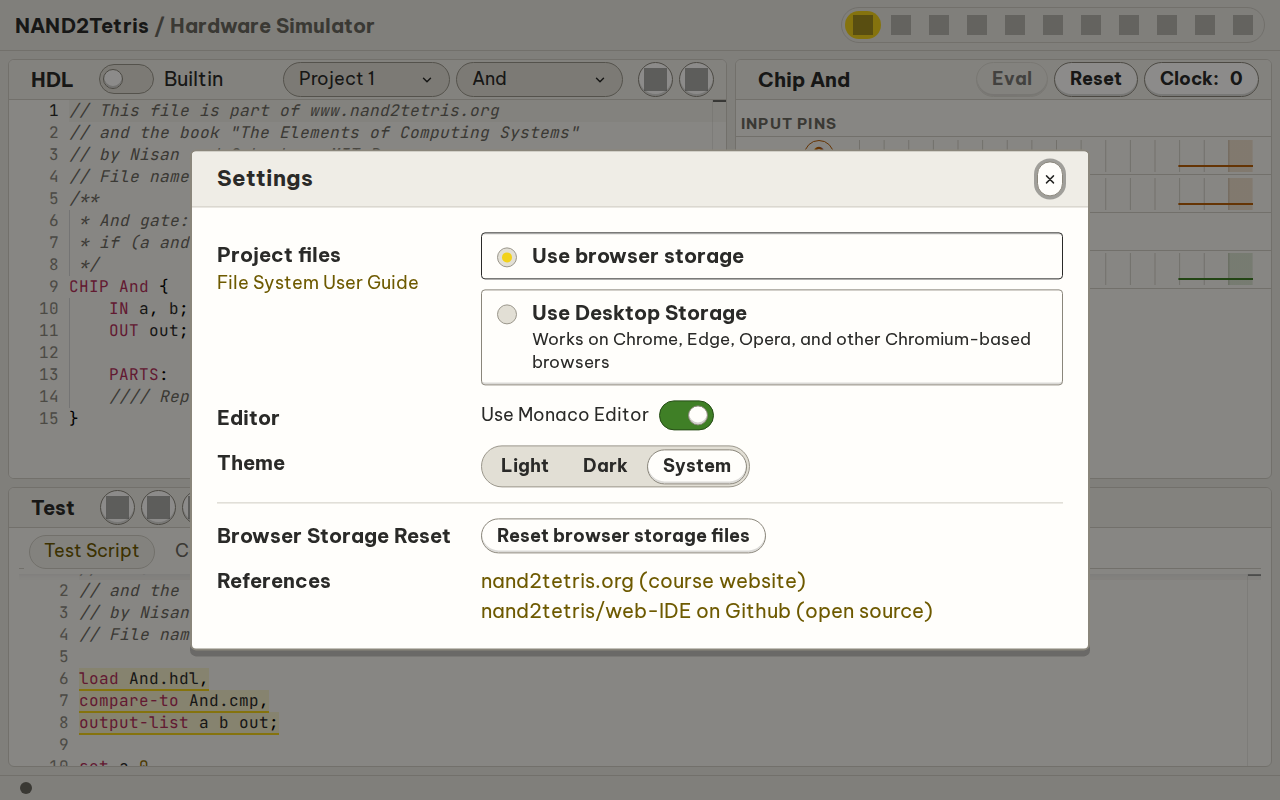 NAND2Tetris / Hardware Simulator
HDL Builtin Project 1 And
Chip And Eval Reset Clock: 0
1 // This file is part of www.nand2tetris.org
2 // and the book "The Elements of Computing Systems"
3 // by Nisan
4 // File name
5 /**
6 * And gate:
7 * if (a and
8 */
9 CHIP And {
10 IN a, b;
11 OUT out;
12
13 PARTS:
14 //// Rep
15 }
INPUT PINS
Settings
Project files
File System User Guide
Use browser storage
Use Desktop Storage
Works on Chrome, Edge, Opera, and other Chromium-based
browsers
Editor
Use Monaco Editor
Theme
Light Dark System
Browser Storage Reset
Reset browser storage files
References
nand2tetris.org (course website)
nand2tetris/web-IDE on Github (open source)
Test
Test Script C
2 // and the
3 // by Nisan
4 // File nam
5
6 load And.hdl,
7 compare-to And.cmp,
8 output-list a b out;
9
10 set a 0